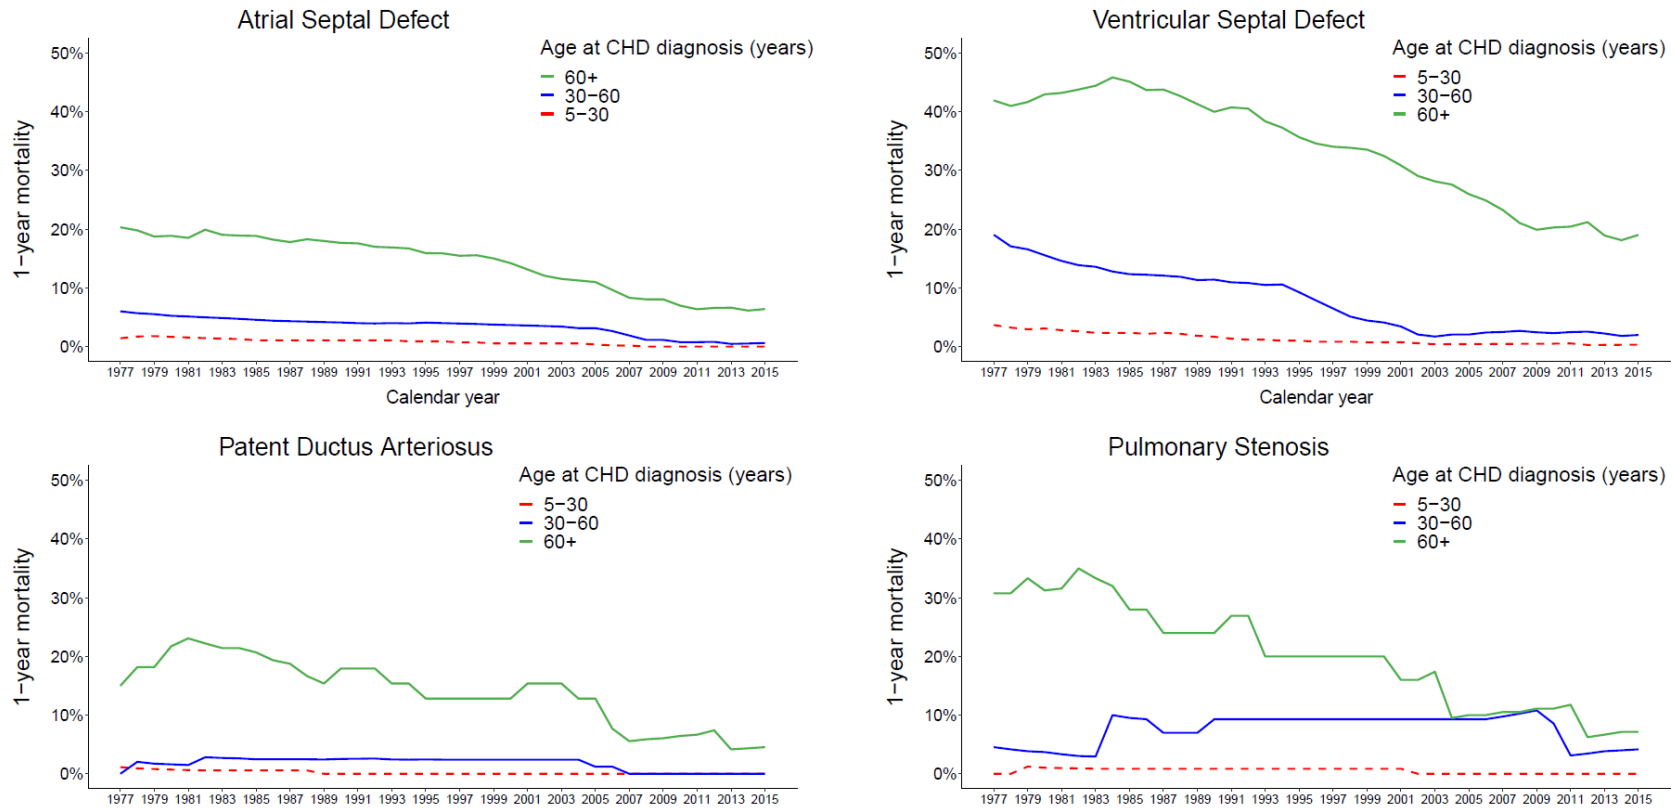 Atrial Septal Defect
Age at CHD diagnosis (years)
60+
30−60
5−30
1−year mortality
50%
40%
30%
20%
10%
0%
1977 1979 1981 1983 1985 1987 1989 1991 1993 1995 1997 1999 2001 2003 2005 2007 2009 2011 2013 2015
Calendar year
Ventricular Septal Defect
Age at CHD diagnosis (years)
5−30
30−60
60+
1−year mortality
50%
40%
30%
20%
10%
0%
1977 1979 1981 1983 1985 1987 1989 1991 1993 1995 1997 1999 2001 2003 2005 2007 2009 2011 2013 2015
Calendar year
Patent Ductus Arteriosus
Age at CHD diagnosis (years)
5−30
30−60
60+
1−year mortality
50%
40%
30%
20%
10%
0%
1977 1979 1981 1983 1985 1987 1989 1991 1993 1995 1997 1999 2001 2003 2005 2007 2009 2011 2013 2015
Pulmonary Stenosis
Age at CHD diagnosis (years)
5−30
30−60
60+
1−year mortality
50%
40%
30%
20%
10%
0%
1977 1979 1981 1983 1985 1987 1989 1991 1993 1995 1997 1999 2001 2003 2005 2007 2009 2011 2013 2015